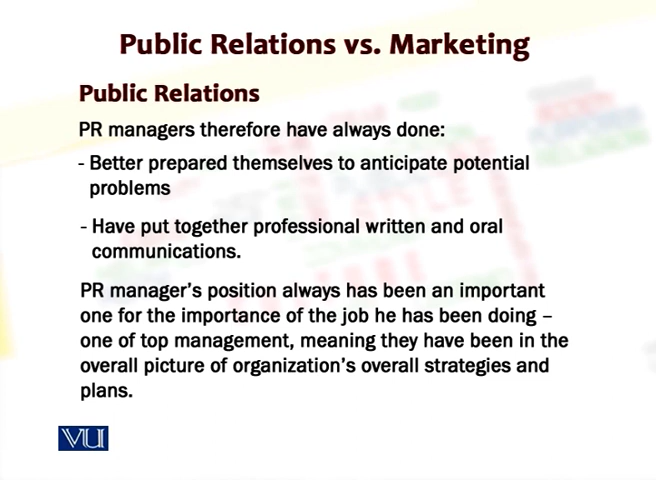 Public Relations vs. Marketing
Public Relations
PR managers therefore have always done:
- Better prepared themselves to anticipate potential
problems
- Have put together professional written and oral
communications.
PR manager’s position always has been an important
one for the importance of the job he has been doing –
one of top management, meaning they have been in the
overall picture of organization’s overall strategies and
plans.
VU